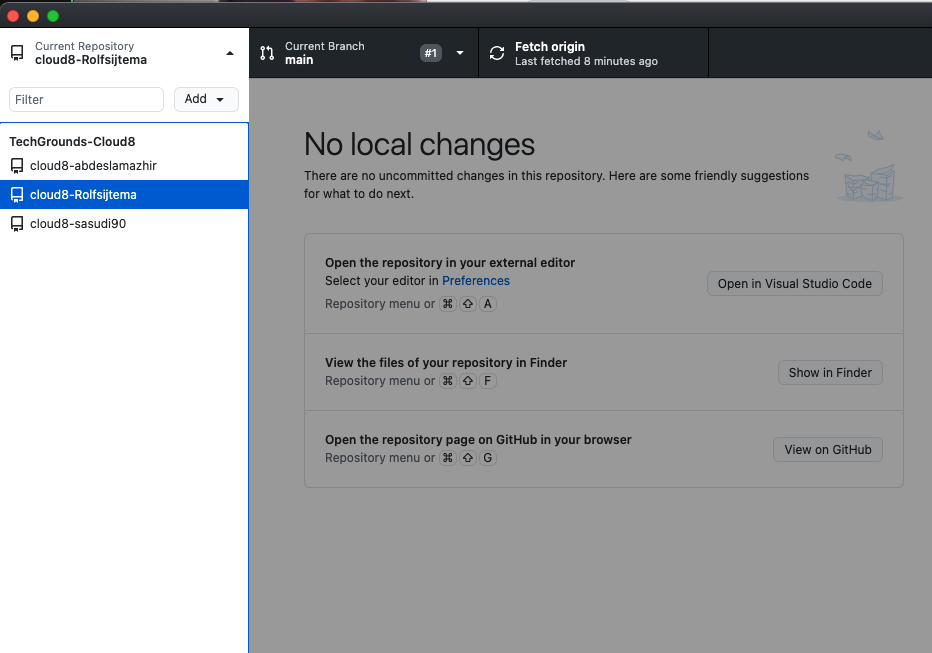 Current Repository
cloud8-Rolfsijtema
Current Branch
main
#1
Fetch origin
Last fetched 8 minutes ago
Filter
Add
TechGrounds-Cloud8
cloud8-abdeslamazhir
cloud8-Rolfsijtema
cloud8-sasudi90
No local changes
There are no uncommitted changes in this repository. Here are some friendly suggestions
for what to do next.
Open the repository in your external editor
Select your editor in Preferences
Repository menu or ⌘ ⇧ A
Open in Visual Studio Code
View the files of your repository in Finder
Repository menu or ⌘ ⇧ F
Show in Finder
Open the repository page on GitHub in your browser
Repository menu or ⌘ ⇧ G
View on GitHub